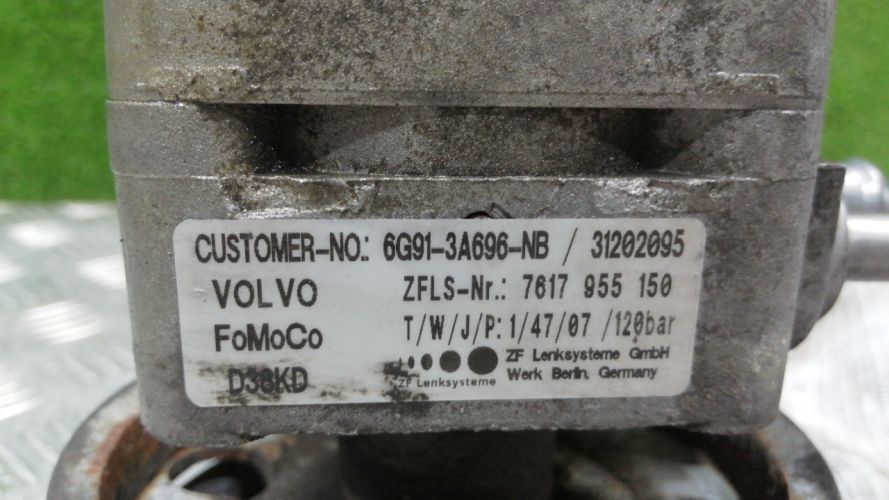 CUSTOMER-NO.: 6G91-3A696-NB / 31202095
VOLVO ZFLS-Nr.: 7617 955 150
FoMoCo T/W/J/P: 1/47/07 /120bar
D38KD ZF Lenksysteme ZF Lenksysteme GmbH
Werk Berlin, Germany